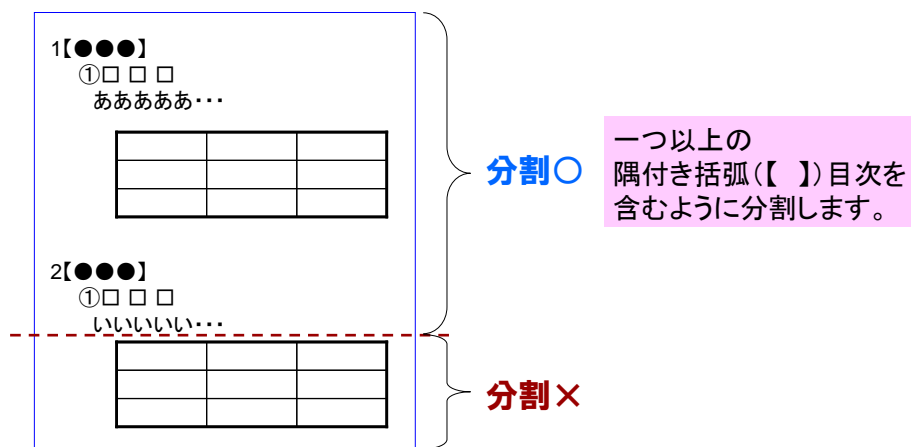 1【●●●】
①□ □ □
あああああ・・・
分割○
一つ以上の
隅付き括弧(【 】)目次を
含むように分割します。
2【●●●】
①□ □ □
いいいいい・・・
分割×